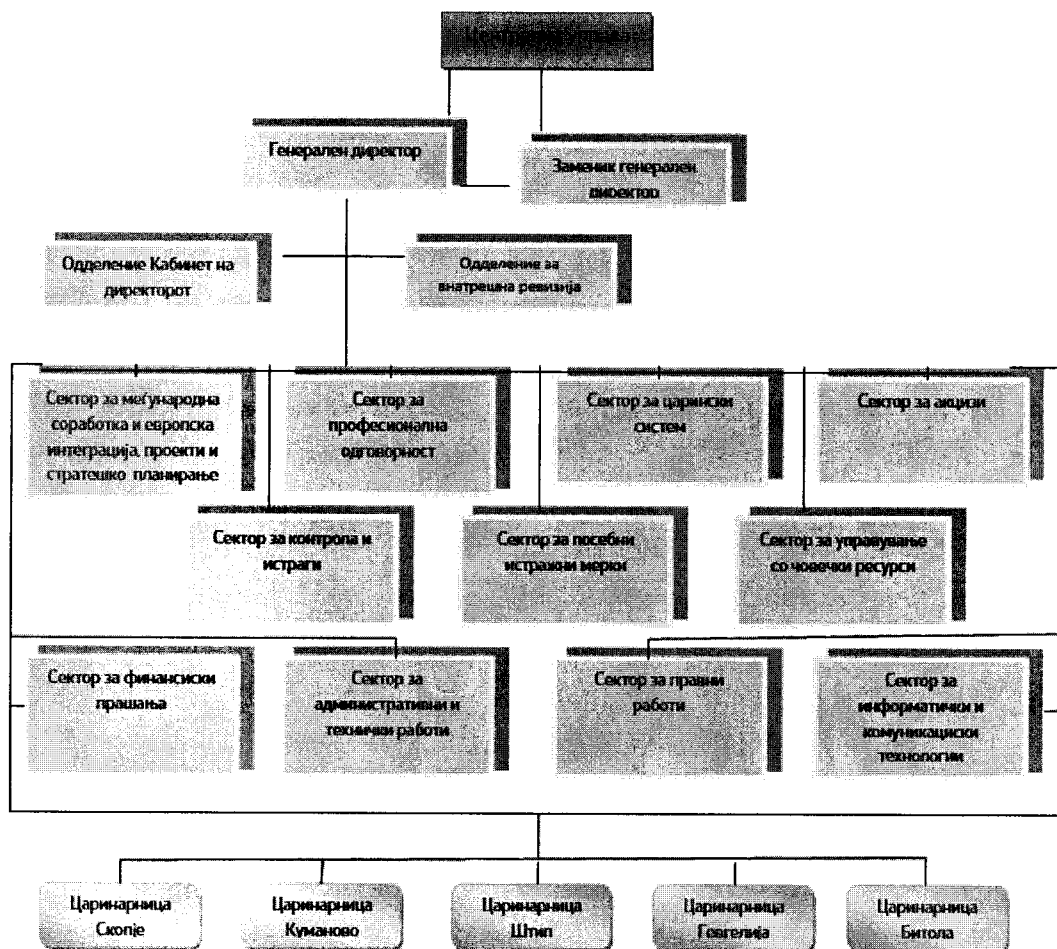 Генерален директор
Заменик генерален
директор
Одделение Кабинет на
директорот
Одделение за
внатрешна ревизија
Сектор за меѓународна
соработка и европска
интеграција, проекти и
стратешко планирање
Сектор за
професионална
одговорност
Сектор за царински
систем
Сектор за акцизи
Сектор за контрола и
истраги
Сектор за посебни
истражни мерки
Сектор за управување
со човечки ресурси
Сектор за финансиски
прашања
Сектор за
административни и
технички работи
Сектор за правни
работи
Сектор за
информатички и
комуникациски
технологии
Царинарница
Скопје
Царинарница
Куманово
Царинарница
Штип
Царинарница
Гевгелија
Царинарница
Битола